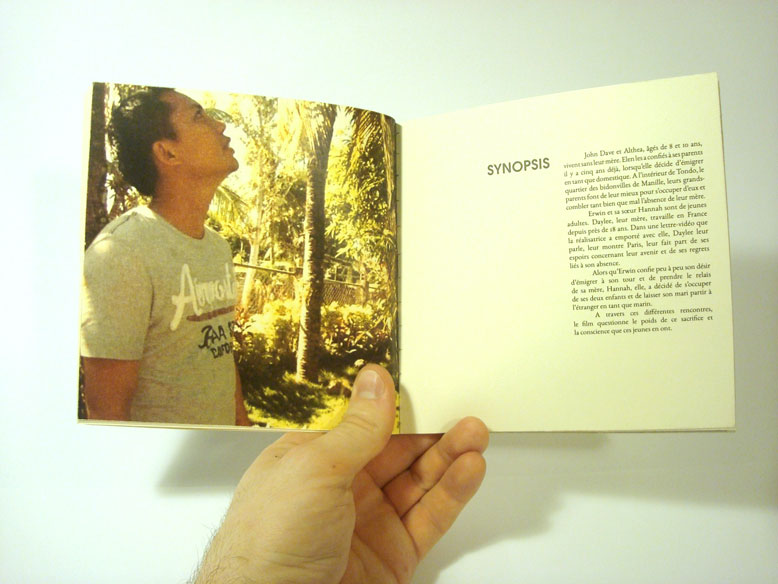 SYNOPSIS
John Dave et Althea, âgés de 8 et 10 ans,
vivent sans leur mère. Elen les a confiés à ses parents
il y a cinq ans déjà, lorsqu'elle décide d'émigrer
en tant que domestique. A l'intérieur de Tondo, le
quartier des bidonvilles de Manille, leurs grands-
parents font de leur mieux pour s'occuper d'eux et
combler tant bien que mal l'absence de leur mère.
Erwin et sa sœur Hannah sont de jeunes
adultes. Daylee, leur mère, travaille en France
depuis près de 18 ans. Dans une lettre-vidéo que
la réalisatrice a emporté avec elle, Daylee leur
parle, leur montre Paris, leur fait part de ses
espoirs concernant leur avenir et de ses regrets
liés à son absence.
Alors qu'Erwin confie peu à peu son désir
d'émigrer à son tour et de prendre le relais
de sa mère, Hannah, elle, a décidé de s'occuper
de ses deux enfants et de laisser son mari partir à
l'étranger en tant que marin.
A travers ces différentes rencontres,
le film questionne le poids de ce sacrifice et
la conscience que ces jeunes en ont.